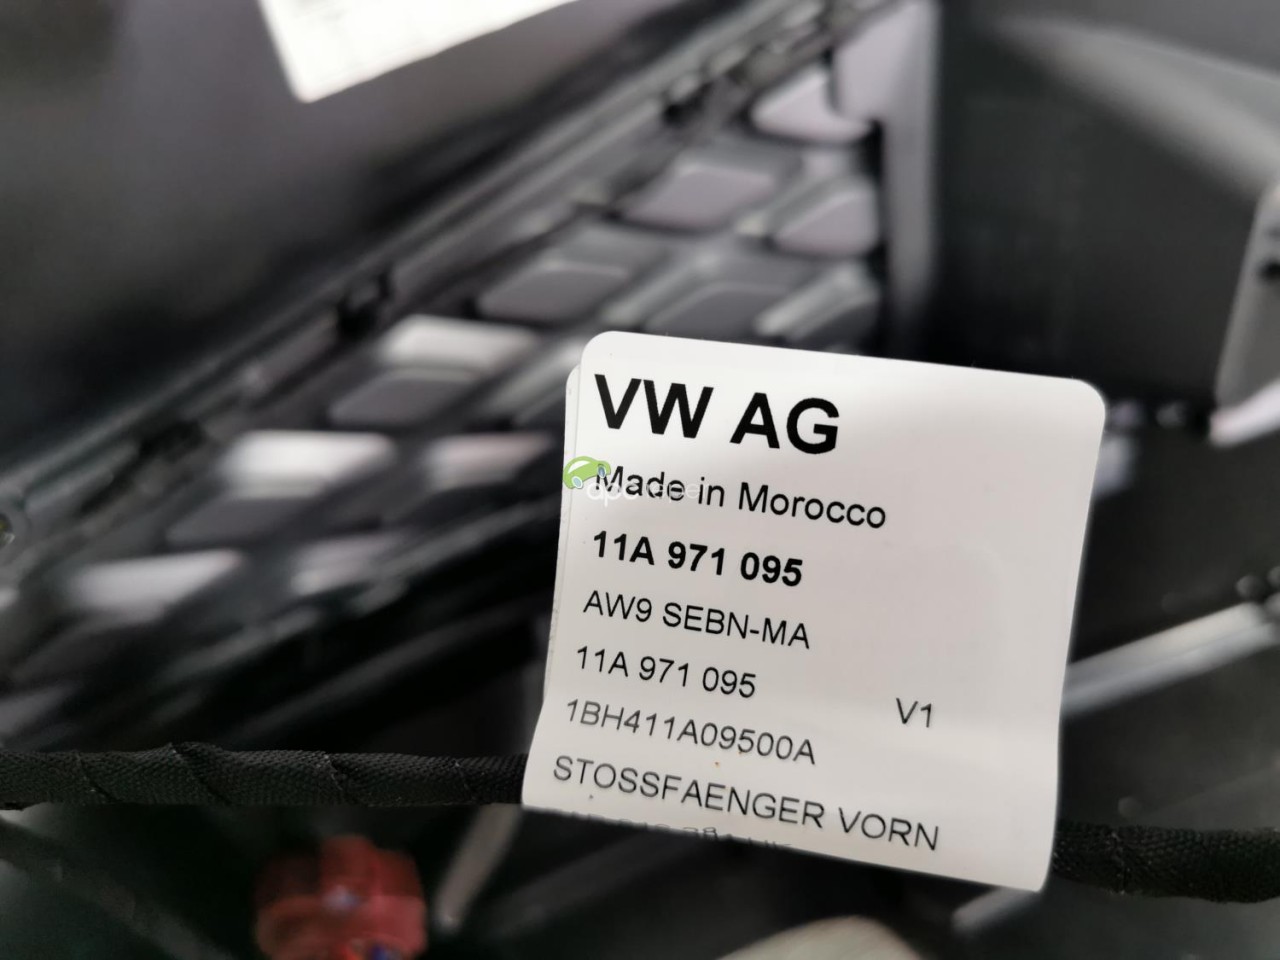 VW AG
Made in Morocco
11A 971 095
AW9 SEBN-MA
11A 971 095
V1
1BH411A09500A
STOSSFAENGER VORN